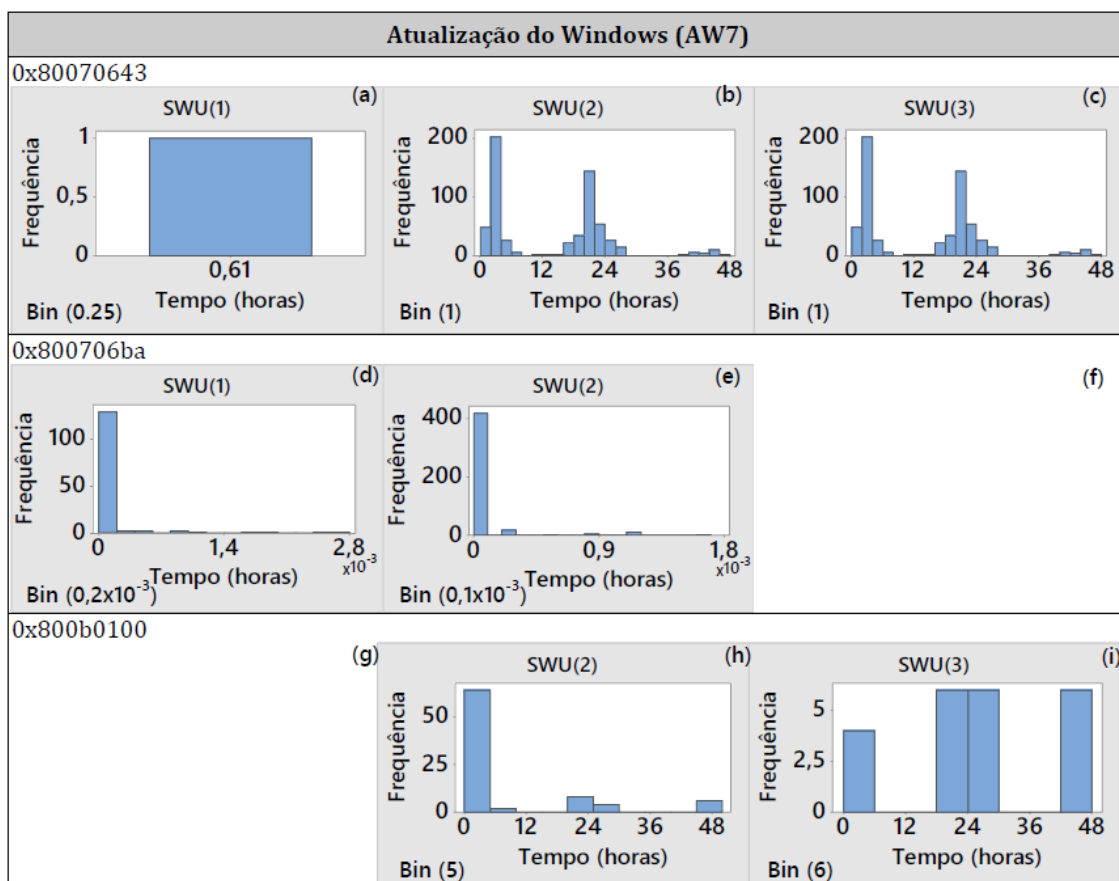 Atualização do Windows (AW7)
0x80070643
SWU(1)
(a)
Frequência
1
0,5
0
0,61
Tempo (horas)
Bin (0.25)
SWU(2)
(b)
Frequência
200
100
0
0 12 24 36 48
Tempo (horas)
Bin (1)
SWU(3)
(c)
Frequência
200
100
0
0 12 24 36 48
Tempo (horas)
Bin (1)
0x800706ba
SWU(1)
(d)
Frequência
100
50
0
0 1,4 2,8
x10⁻³
Tempo (horas)
Bin (0,2x10⁻³)
SWU(2)
(e)
Frequência
400
200
0
0 0,9 1,8
x10⁻³
Tempo (horas)
Bin (0,1x10⁻³)
(f)
0x800b0100
(g)
SWU(2)
(h)
Frequência
50
25
0
0 12 24 36 48
Tempo (horas)
Bin (5)
SWU(3)
(i)
Frequência
5
2,5
0
0 12 24 36 48
Tempo (horas)
Bin (6)